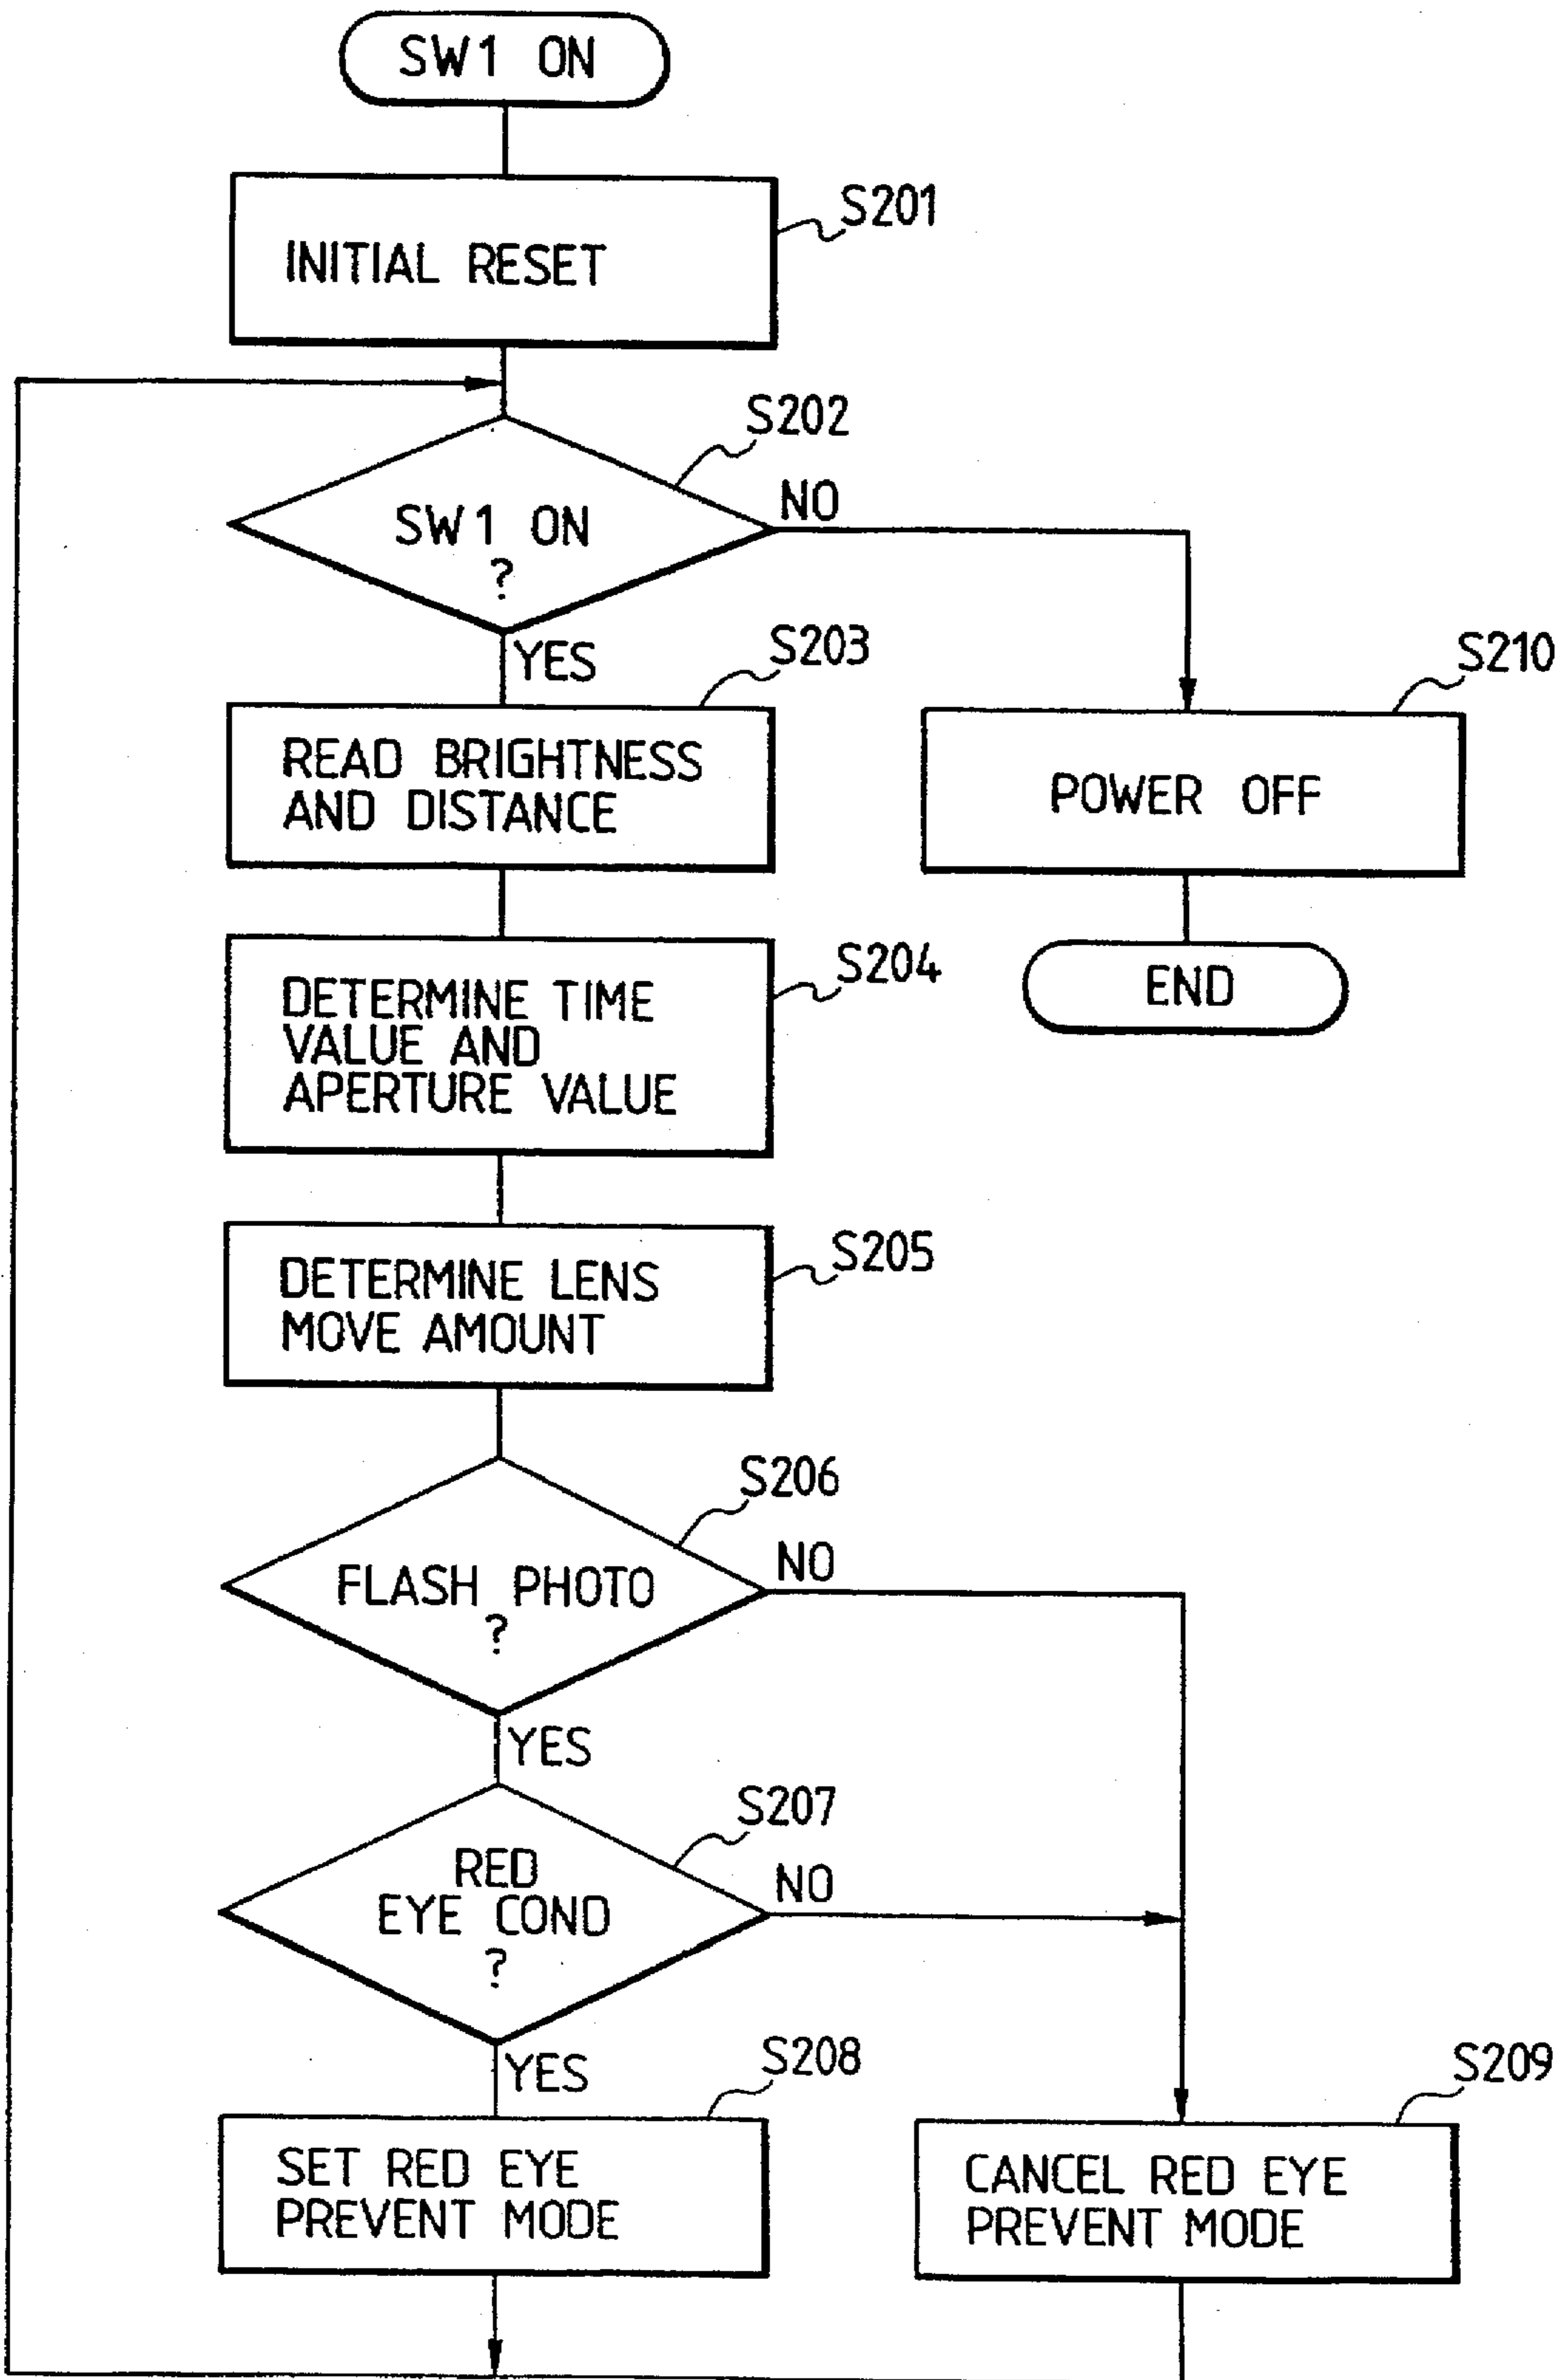 SW1 ON
S201
INITIAL RESET
S202
NO
SW1 ON
?
YES
S203
S210
READ BRIGHTNESS
AND DISTANCE
POWER OFF
S204
END
DETERMINE TIME
VALUE AND
APERTURE VALUE
S205
DETERMINE LENS
MOVE AMOUNT
S206
NO
FLASH PHOTO
?
YES
S207
RED
EYE COND
?
NO
YES
S208
S209
SET RED EYE
PREVENT MODE
CANCEL RED EYE
PREVENT MODE